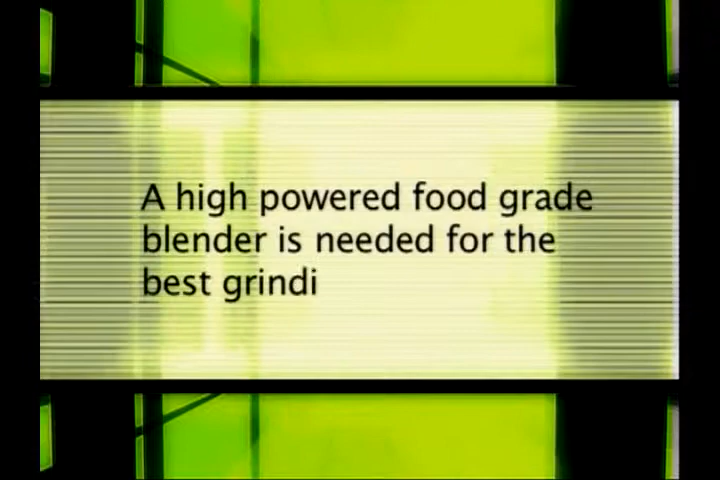 A high powered food grade
blender is needed for the
best grindi